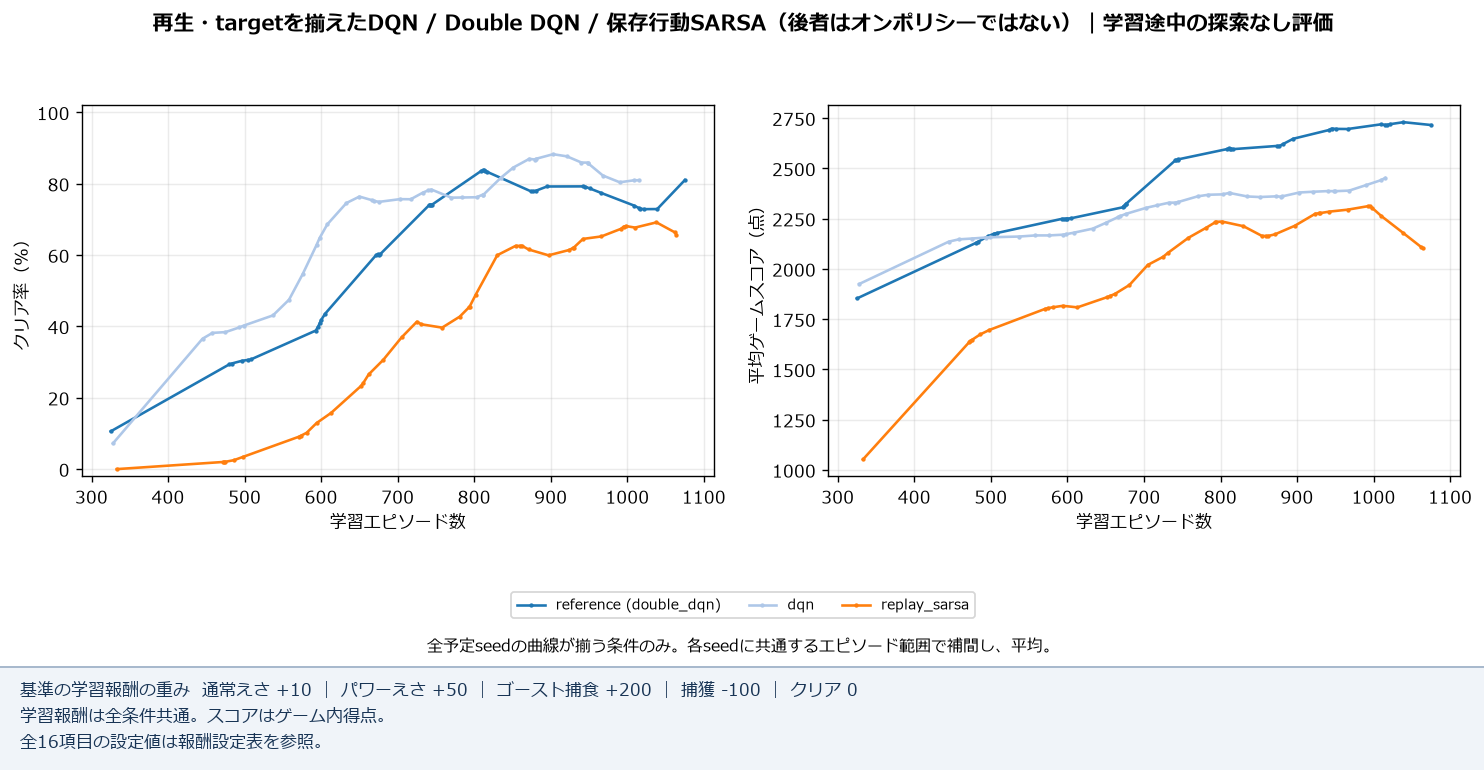 再生・targetを揃えたDQN / Double DQN / 保存行動SARSA（後者はオンポリシーではない）｜学習途中の探索なし評価
クリア率（%）
100
80
60
40
20
0
300 400 500 600 700 800 900 1000 1100
学習エピソード数
平均ゲームスコア（点）
2750
2500
2250
2000
1750
1500
1250
1000
300 400 500 600 700 800 900 1000 1100
学習エピソード数
reference (double_dqn) dqn replay_sarsa
全予定seedの曲線が揃う条件のみ。各seedに共通するエピソード範囲で補間し、平均。
基準の学習報酬の重み 通常えさ +10 ｜ パワーえさ +50 ｜ ゴースト捕食 +200 ｜ 捕獲 -100 ｜ クリア 0
学習報酬は全条件共通。スコアはゲーム内得点。
全16項目の設定値は報酬設定表を参照。